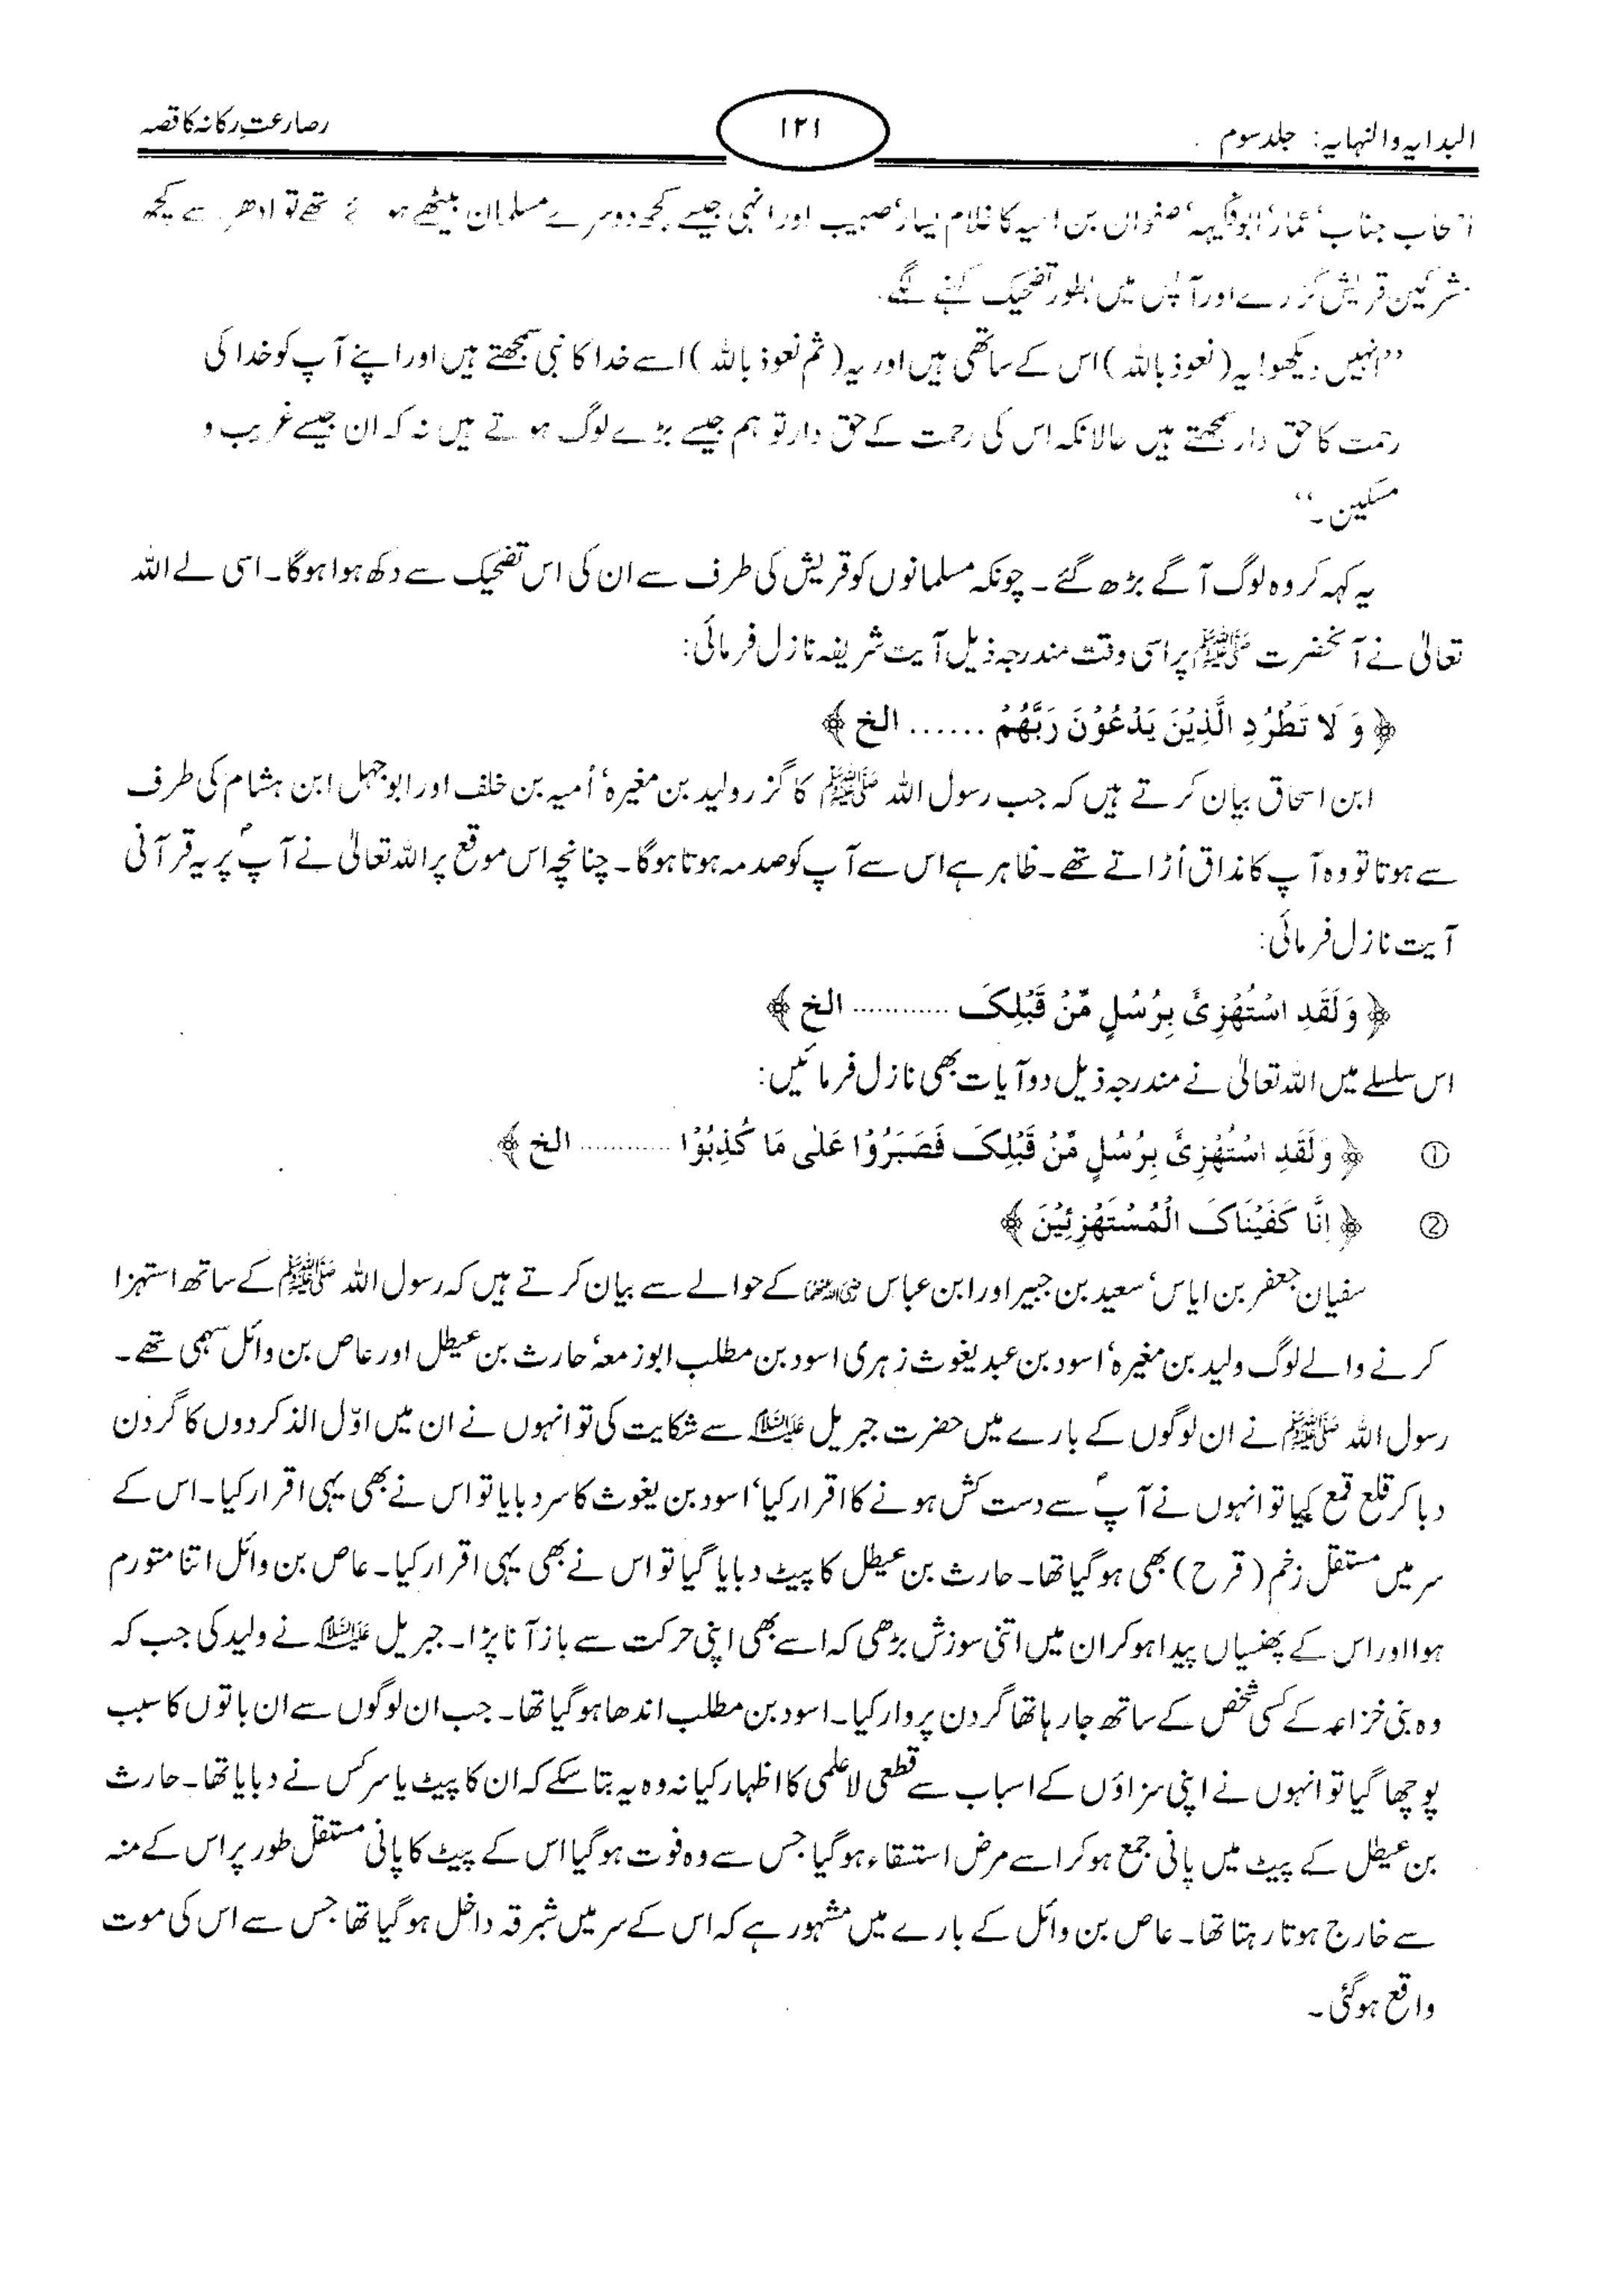 البدایہ والنہایہ: جلد سوم
۱۲۱
رصارعتِ رکانہ کا قصہ
اصحاب جناب‘ عمار‘ ابوفکیہہ‘ صفوان بن امیہ کا غلام یسار‘ صہیب اور انہی جیسے کچھ دوسرے مسلمان بیٹھے ہوئے تھے تو ادھر سے کچھ
مشرکین قریش گزرے اور آپس میں بطور تضحیک کہنے لگے:
’’انہیں دیکھو! یہ (نعوذ باللہ) اس کے ساتھی ہیں اور یہ (ثم نعوذ باللہ) اسے خدا کا نبی سمجھتے ہیں اور اپنے آپ کو خدا کی
رحمت کا حق دار سمجھتے ہیں حالانکہ اس کی رحمت کے حق دار تو ہم جیسے بڑے لوگ ہوتے ہیں نہ کہ ان جیسے غریب و
مسکین۔‘‘
یہ کہہ کر وہ لوگ آگے بڑھ گئے۔ چونکہ مسلمانوں کو قریش کی طرف سے ان کی اس تضحیک سے دکھ ہوا ہوگا۔ اسی لے اللہ
تعالیٰ نے آنحضرت ﷺ پر اسی وقت مندرجہ ذیل آیت شریفہ نازل فرمائی:
﴿ وَ لَا تَطْرُدِ الَّذِیْنَ یَدْعُوْنَ رَبَّهُمْ ...... الخ ﴾
ابن اسحاق بیان کرتے ہیں کہ جب رسول اللہ ﷺ کا گزر ولید بن مغیرہ‘ اُمیہ بن خلف اور ابوجہل ابن ہشام کی طرف
سے ہوتا تو وہ آپ کا مذاق اُڑاتے تھے۔ ظاہر ہے اس سے آپ کو صدمہ ہوتا ہوگا۔ چنانچہ اس موقع پر اللہ تعالیٰ نے آپؐ پر یہ قرآنی
آیت نازل فرمائی:
﴿ وَلَقَدِ اسْتُهْزِیَٔ بِرُسُلٍ مِّنْ قَبْلِکَ ............ الخ ﴾
اس سلسلے میں اللہ تعالیٰ نے مندرجہ ذیل دو آیات بھی نازل فرمائیں:
① ﴿ وَلَقَدِ اسْتُهْزِیَٔ بِرُسُلٍ مِّنْ قَبْلِکَ فَصَبَرُوْا عَلٰی مَا کُذِبُوْا ............ الخ ﴾
② ﴿ اِنَّا کَفَیْنَاکَ الْمُسْتَهْزِئِیْنَ ﴾
سفیان جعفر بن ایاس‘ سعید بن جبیر اور ابن عباس رضی اللہ عنہما کے حوالے سے بیان کرتے ہیں کہ رسول اللہ ﷺ کے ساتھ استہزا
کرنے والے لوگ ولید بن مغیرہ‘ اسود بن عبد یغوث زہری اسود بن مطلب ابوزمعہ‘ حارث بن عیطل اور عاص بن وائل سہمی تھے۔
رسول اللہ ﷺ نے ان لوگوں کے بارے میں حضرت جبریل علیہ السلام سے شکایت کی تو انہوں نے ان میں اوّل الذکر دوں کا گردن
دبا کر قلع قمع کیا تو انہوں نے آپؐ سے دست کش ہونے کا اقرار کیا‘ اسود بن یغوث کا سر دبایا تو اس نے بھی یہی اقرار کیا۔ اس کے
سر میں مستقل زخم (قرح) بھی ہوگیا تھا۔ حارث بن عیطل کا پیٹ دبایا گیا تو اس نے بھی یہی اقرار کیا۔ عاص بن وائل اتنا متورم
ہوا اور اس کے پھنسیاں پیدا ہو کر ان میں اتنی سوزش بڑھی کہ اسے بھی اپنی حرکت سے باز آنا پڑا۔ جبریل علیہ السلام نے ولید کی جب کہ
وہ بنی خزاعہ کے کسی شخص کے ساتھ جا رہا تھا گردن پر وار کیا۔ اسود بن مطلب اندھا ہوگیا تھا۔ جب ان لوگوں سے ان باتوں کا سبب
پوچھا گیا تو انہوں نے اپنی سزاؤں کے اسباب سے قطعی لاعلمی کا اظہار کیا نہ وہ یہ بتا سکے کہ ان کا پیٹ یا سر کس نے دبایا تھا۔ حارث
بن عیطل کے پیٹ میں پانی جمع ہو کر اسے مرض استسقاء ہوگیا جس سے وہ فوت ہوگیا اس کے پیٹ کا پانی مستقل طور پر اس کے منہ
سے خارج ہوتا رہتا تھا۔ عاص بن وائل کے بارے میں مشہور ہے کہ اس کے سر میں شبرقہ داخل ہوگیا تھا جس سے اس کی موت
واقع ہوگئی۔